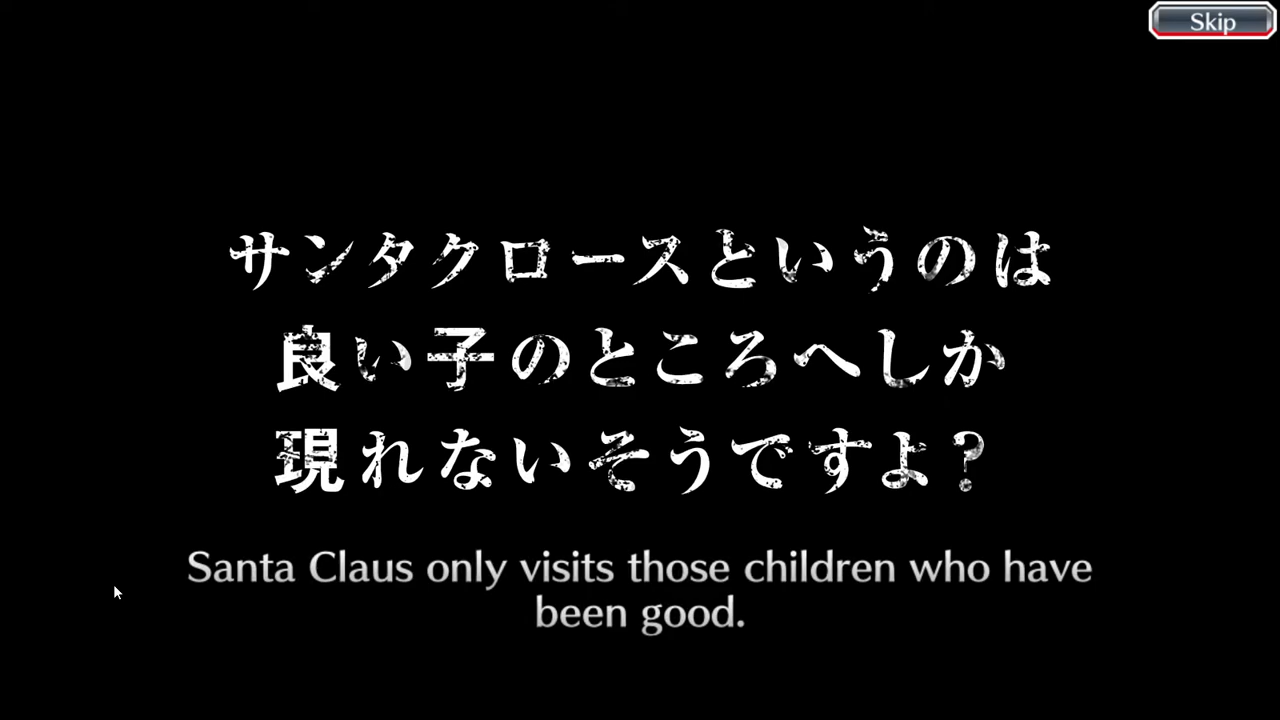 Skip
サンタクロースというのは
良い子のところへしか
現れないそうですよ?
Santa Claus only visits those children who have
been good.